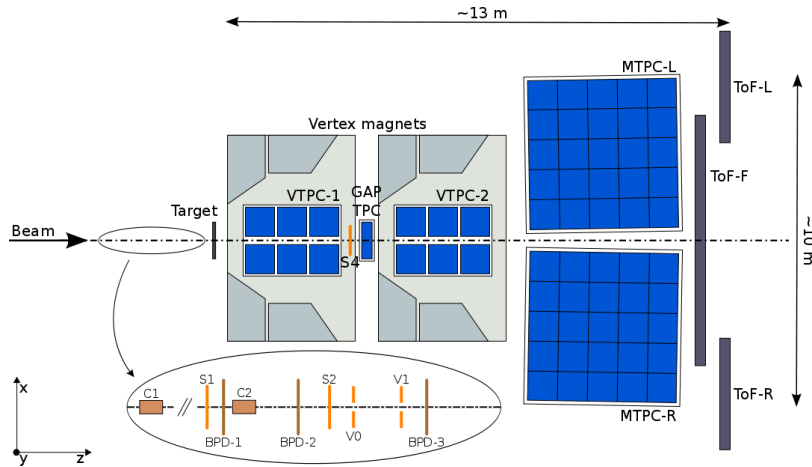 ~13 m
MTPC-L
ToF-L
Vertex magnets
ToF-F
VTPC-1
GAP
TPC
VTPC-2
Target
Beam
S4
~10 m
C1
S1
C2
S2
V1
BPD-1
BPD-2
V0
BPD-3
MTPC-R
ToF-R
x
y
z